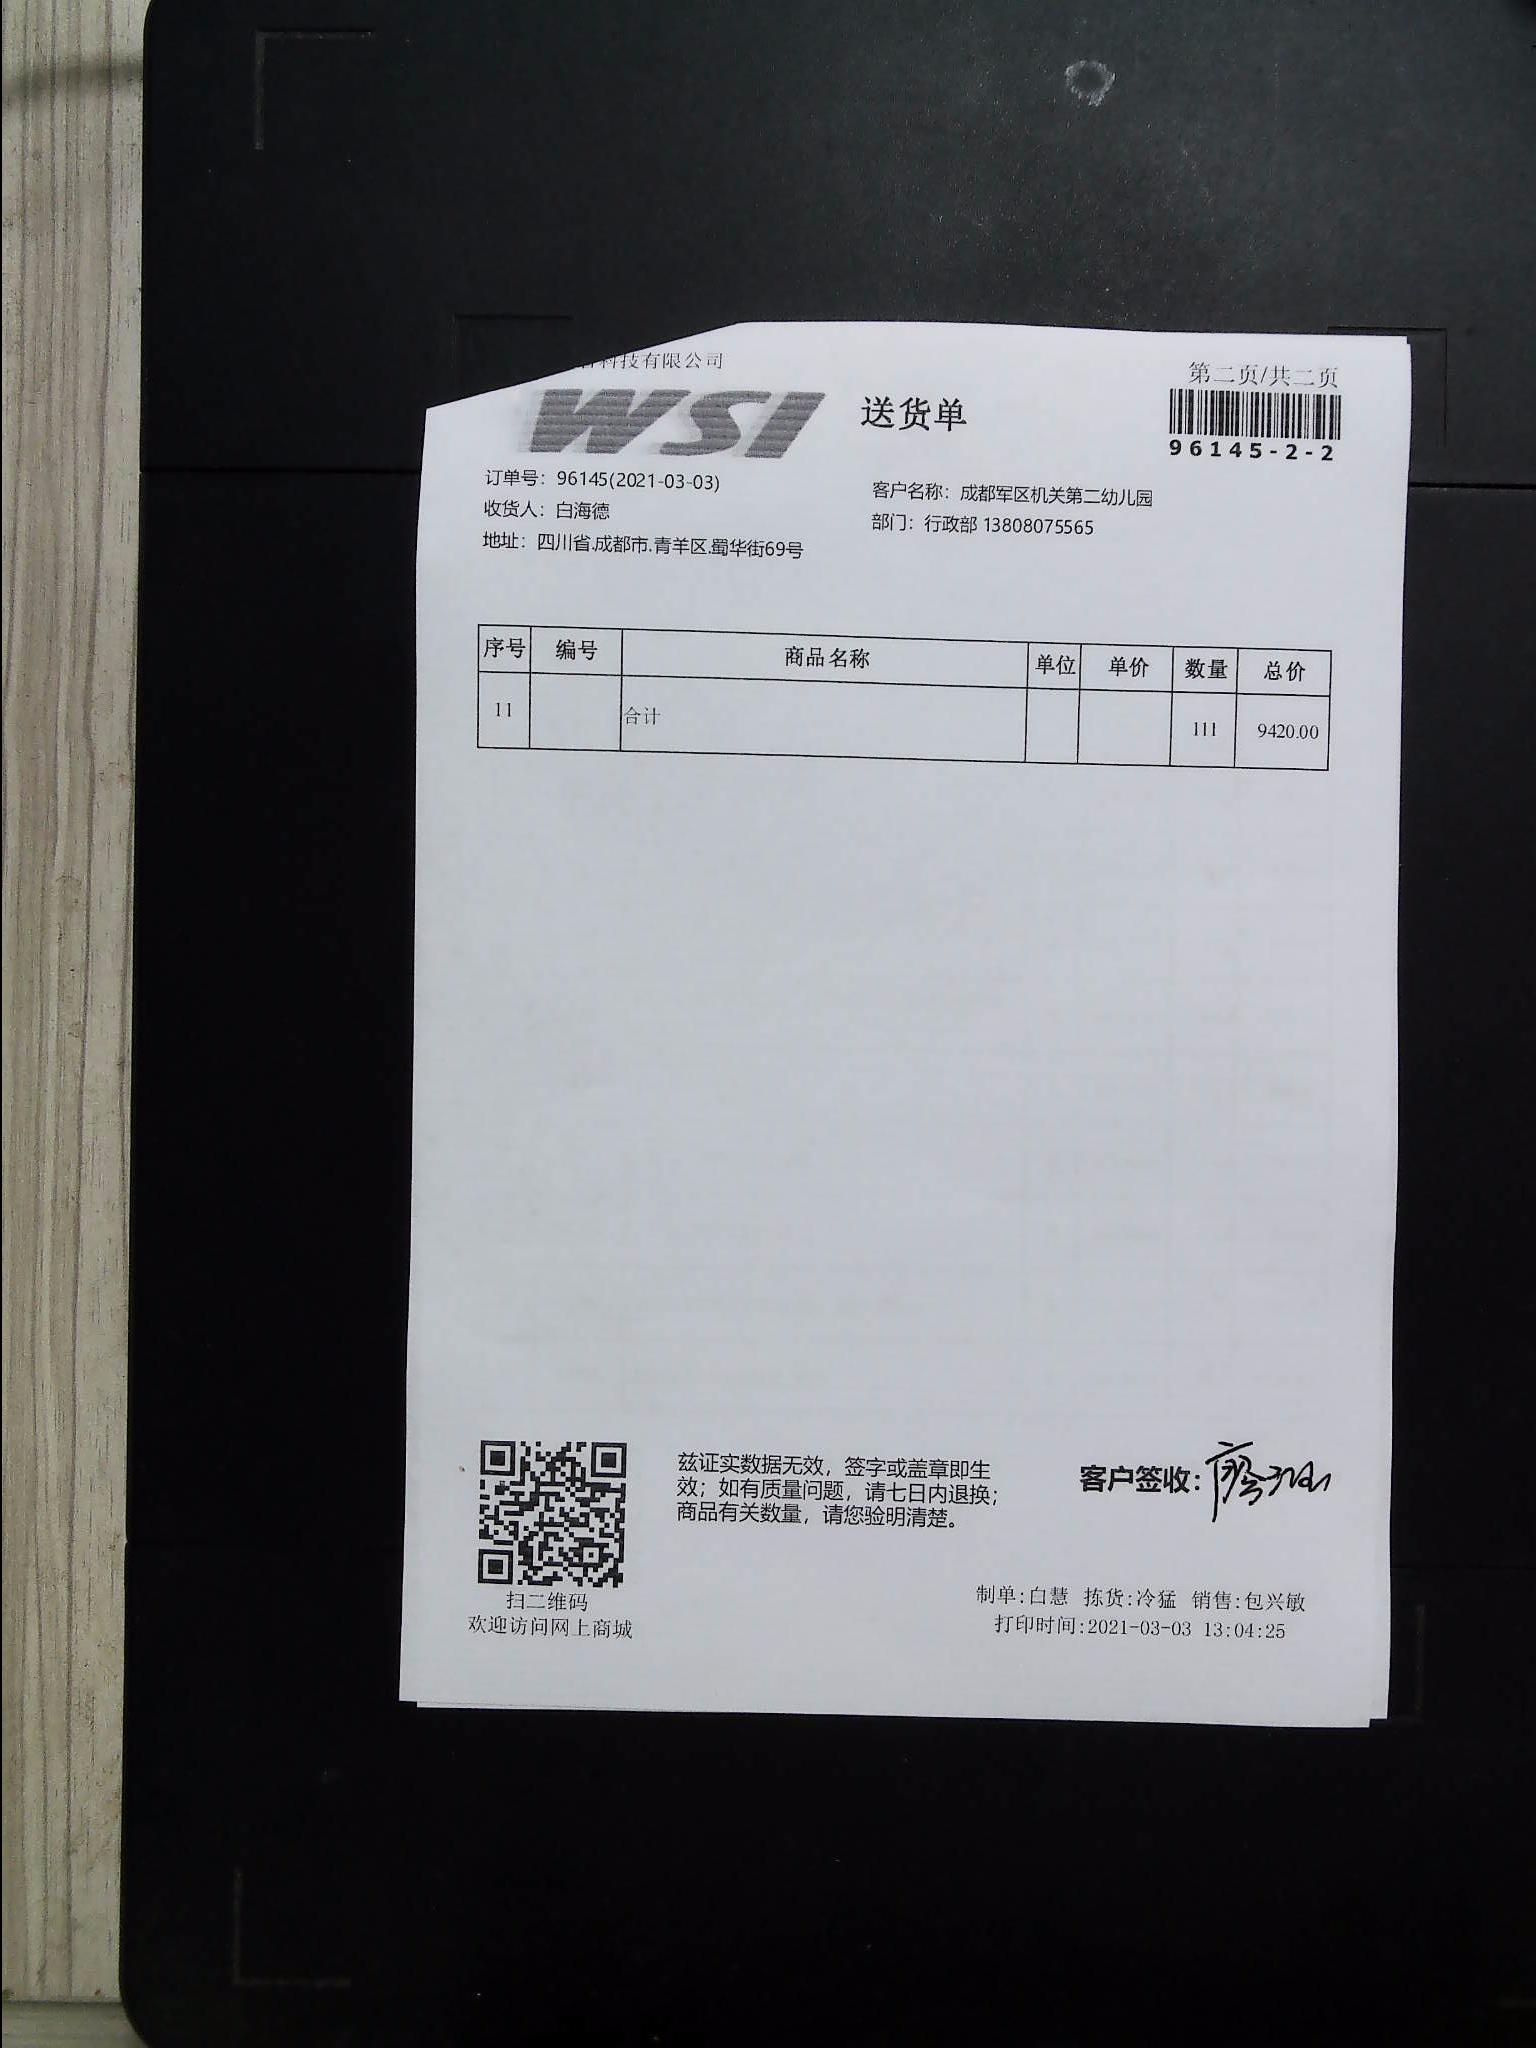 科技有限公司
第二页/共二页
WSI
送货单
96145-2-2
订单号：96145(2021-03-03)
客户名称：成都军区机关第二幼儿园
收货人：白海德
部门：行政部 13808075565
地址：四川省.成都市.青羊区.蜀华街69号
序号 编号 商品名称 单位 单价 数量 总价
11 合计 111 9420.00
兹证实数据无效，签字或盖章即生
效；如有质量问题，请七日内退换；
商品有关数量，请您验明清楚。
客户签收：
扫二维码
欢迎访问网上商城
制单:白慧 拣货:冷猛 销售:包兴敏
打印时间:2021-03-03 13:04:25